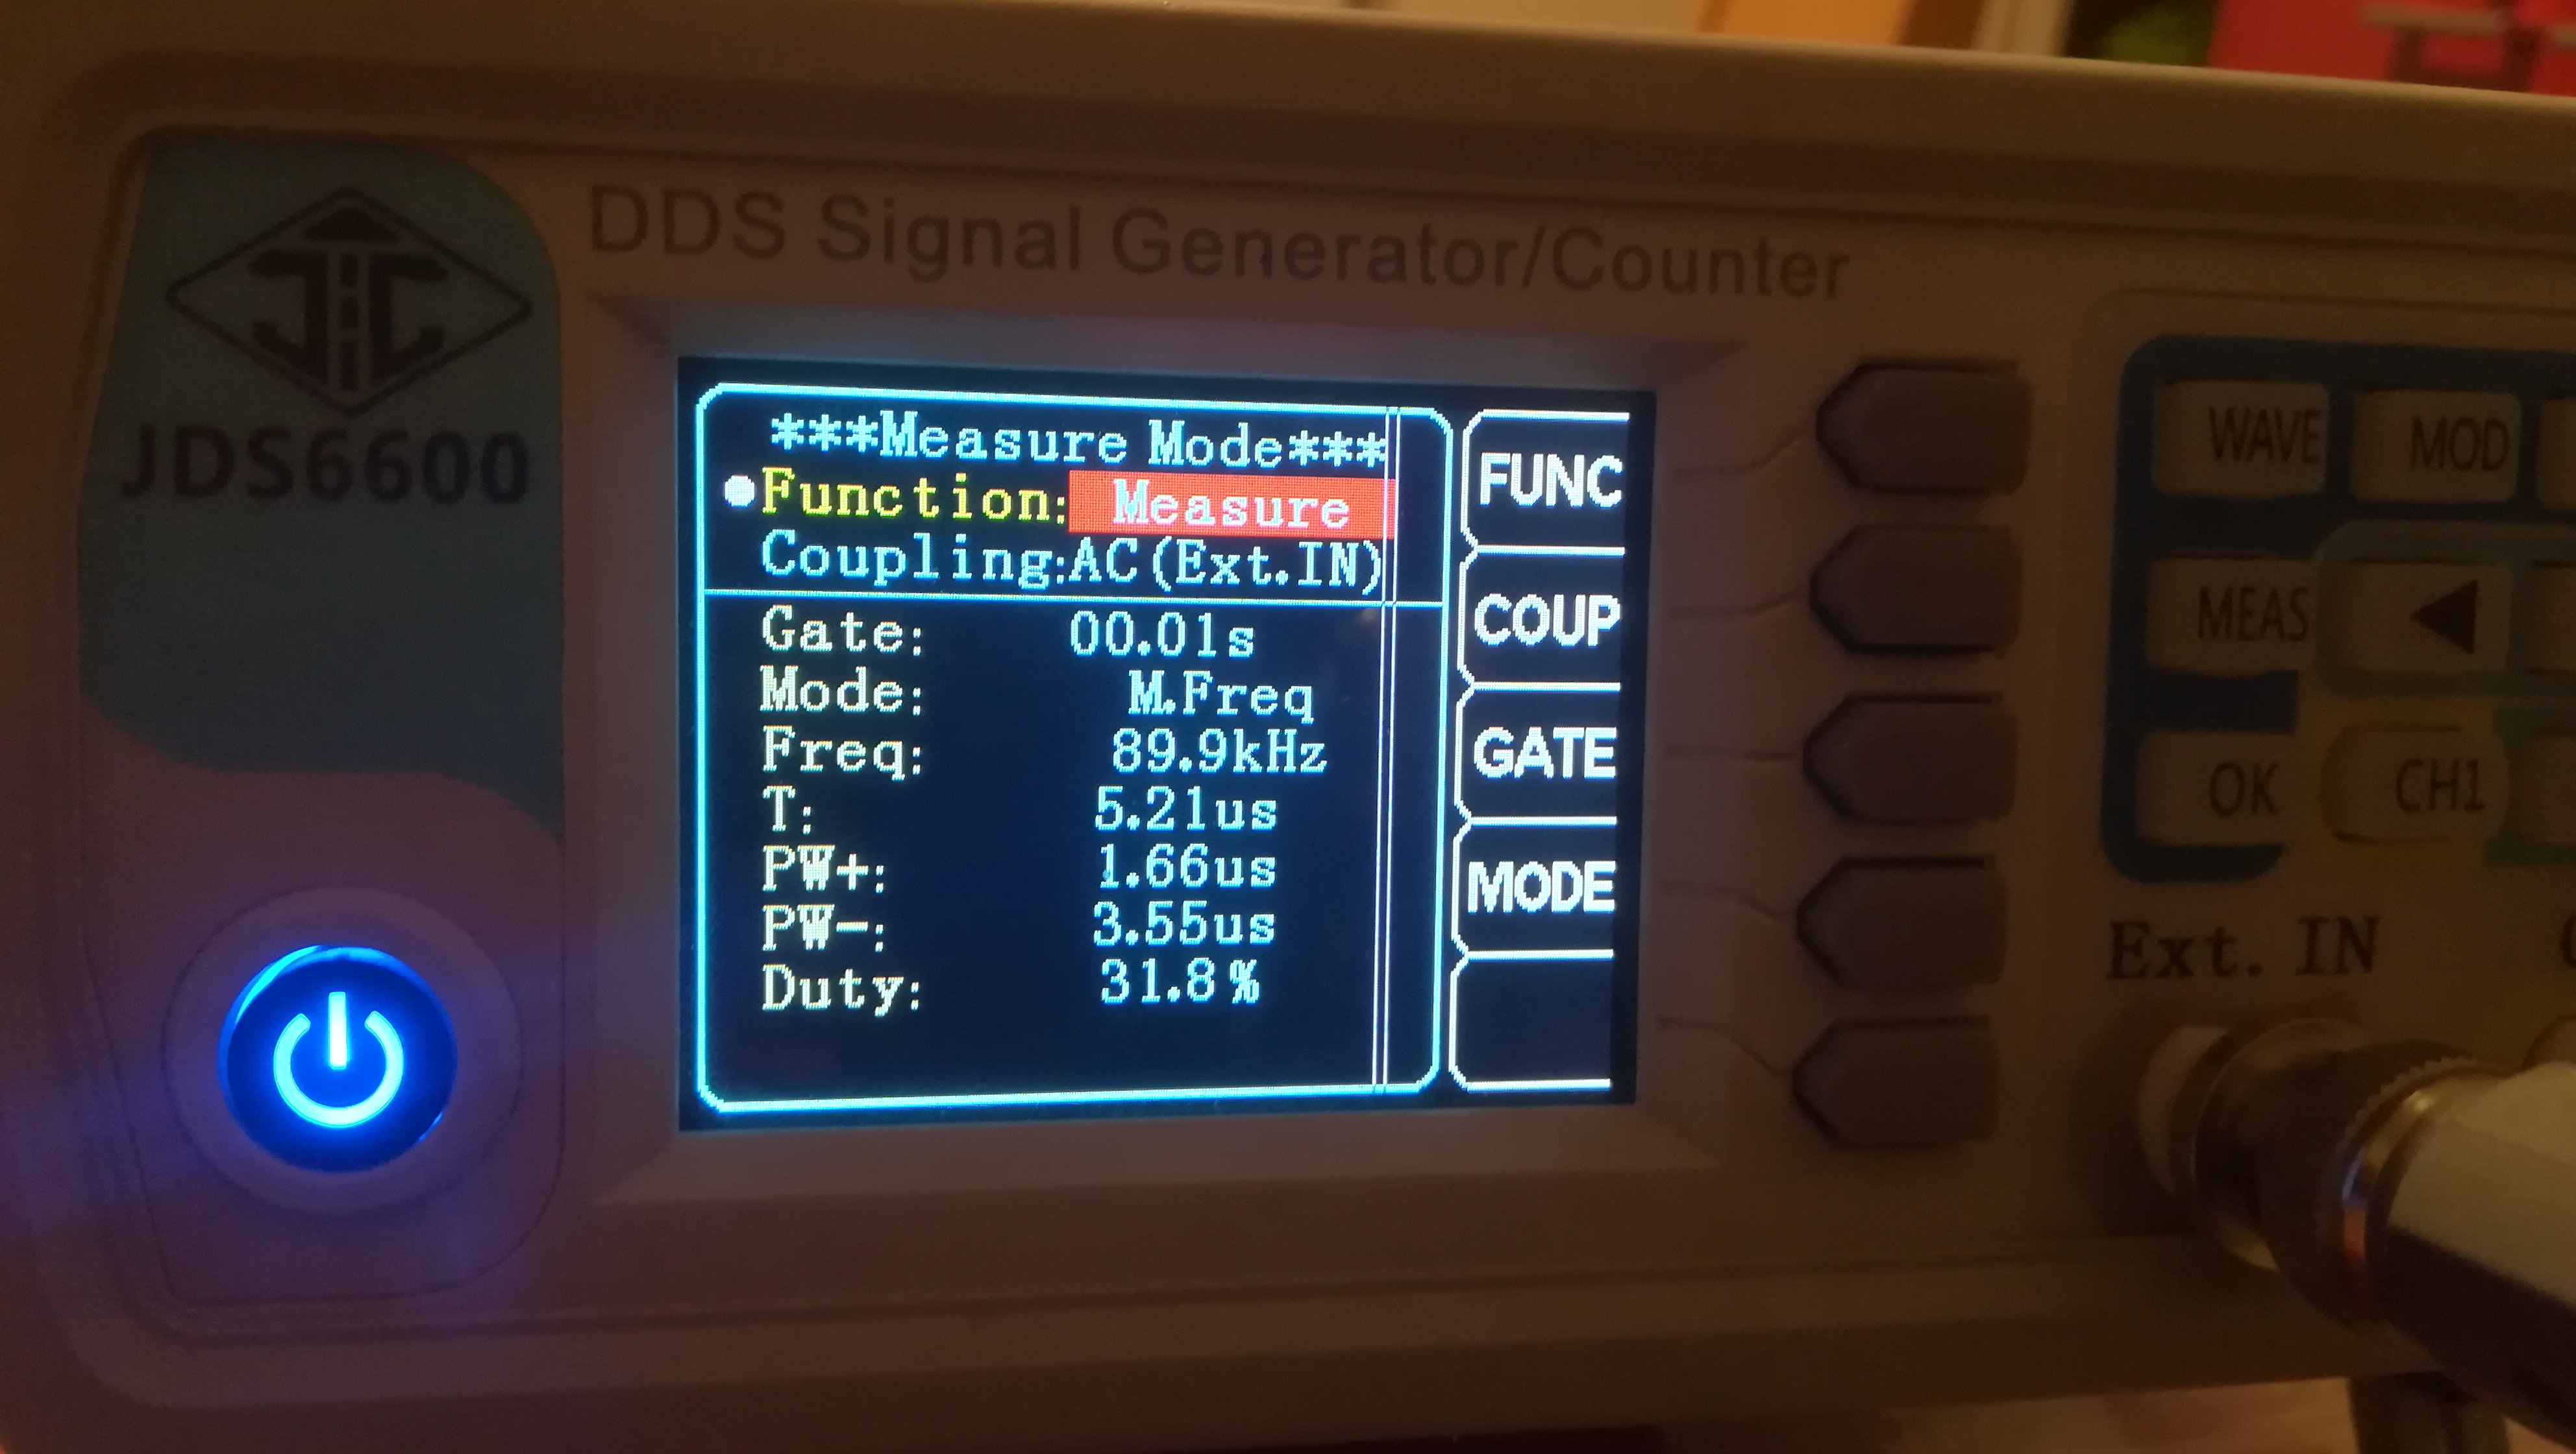 DDS Signal Generator/Counter
JDS6600
***Measure Mode***
Function: Measure
Coupling:AC(Ext.IN)
Gate: 00.01s
Mode: M.Freq
Freq: 89.9kHz
T: 5.21us
PW+: 1.66us
PW-: 3.55us
Duty: 31.8%
FUNC
COUP
GATE
MODE
WAVE
MOD
MEAS
OK
CH1
Ext. IN